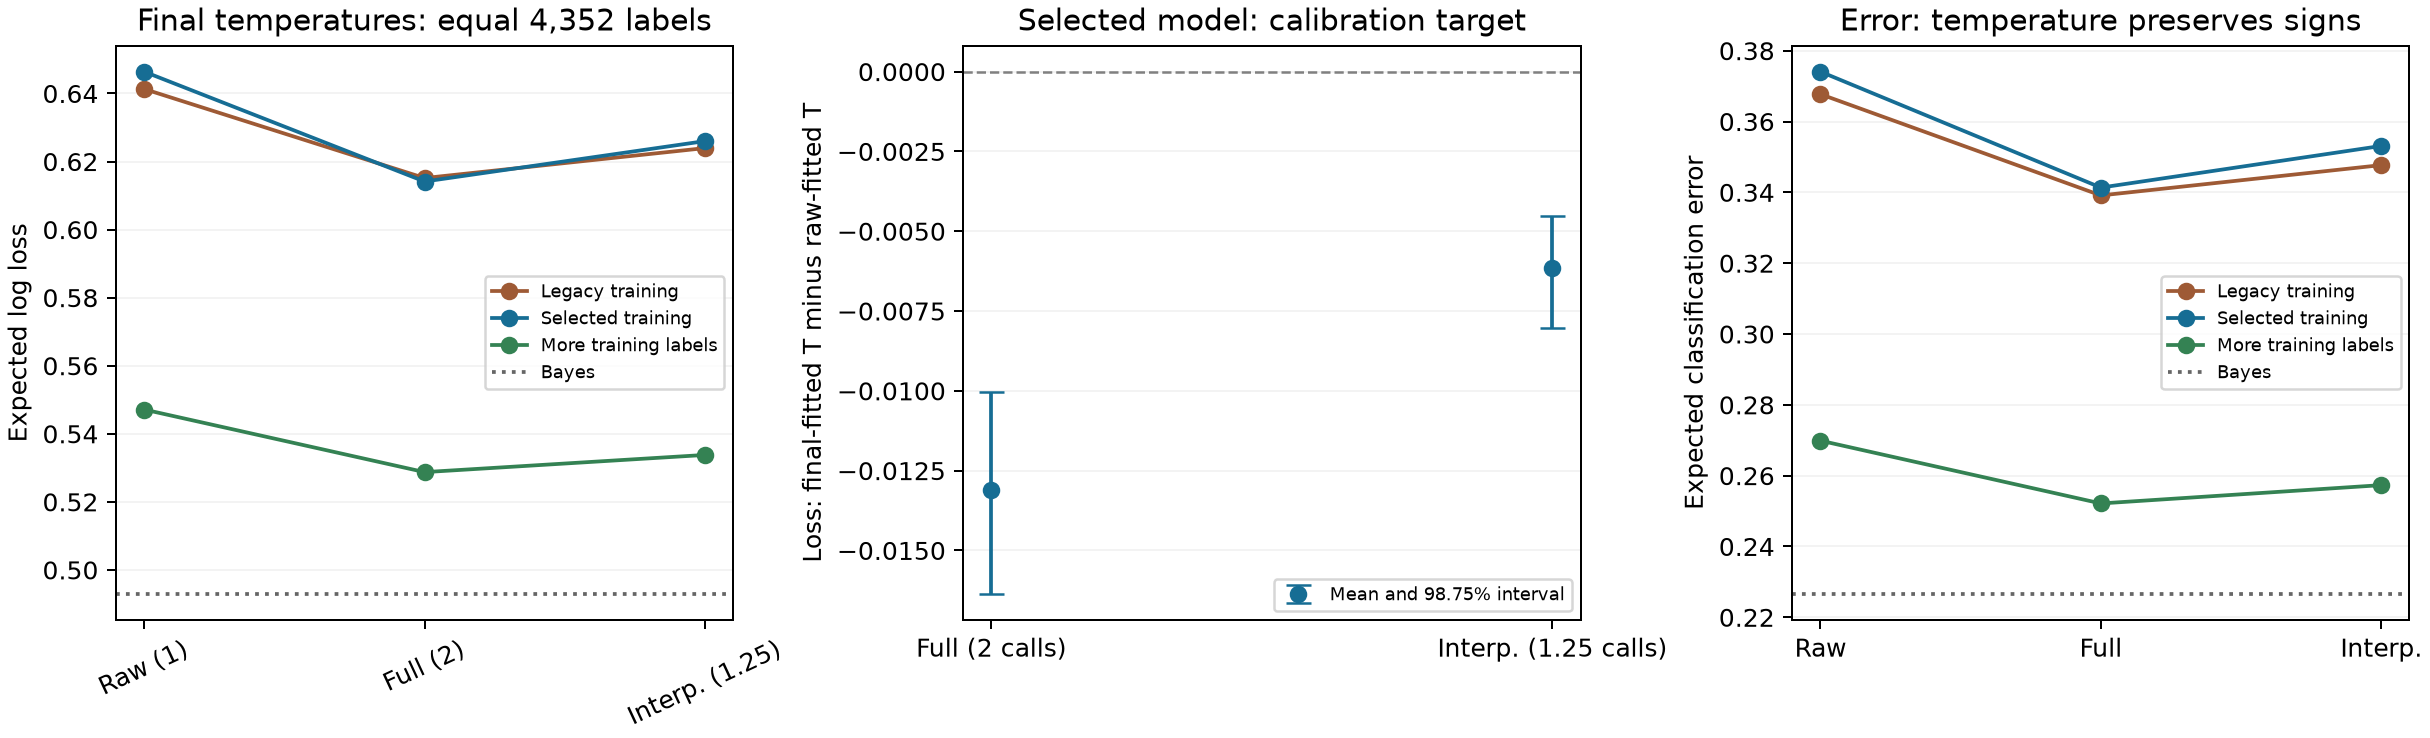 Final temperatures: equal 4,352 labels
Expected log loss
0.64
0.62
0.60
0.58
0.56
0.54
0.52
0.50
Legacy training
Selected training
More training labels
Bayes
Raw (1)
Full (2)
Interp. (1.25)
Selected model: calibration target
Loss: final-fitted T minus raw-fitted T
0.0000
−0.0025
−0.0050
−0.0075
−0.0100
−0.0125
−0.0150
Mean and 98.75% interval
Full (2 calls)
Interp. (1.25 calls)
Error: temperature preserves signs
Expected classification error
0.38
0.36
0.34
0.32
0.30
0.28
0.26
0.24
0.22
Legacy training
Selected training
More training labels
Bayes
Raw
Full
Interp.